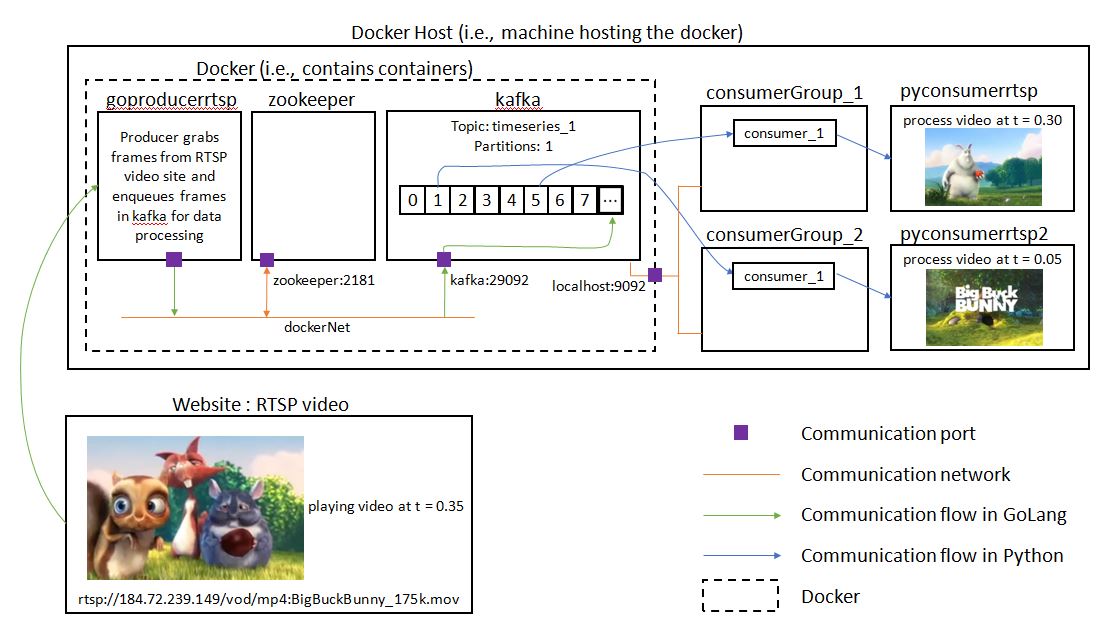 Docker Host (i.e., machine hosting the docker)
Docker (i.e., contains containers)
goproducerrtsp
zookeeper
kafka
Producer grabs
frames from RTSP
video site and
enqueues frames
in kafka for data
processing
Topic: timeseries_1
Partitions: 1
0 1 2 3 4 5 6 7 ...
zookeeper:2181
kafka:29092
localhost:9092
dockerNet
consumerGroup_1
consumer_1
pyconsumerrtsp
process video at t = 0.30
consumerGroup_2
consumer_1
pyconsumerrtsp2
process video at t = 0.05
Big Buck
BUNNY
Website : RTSP video
playing video at t = 0.35
rtsp://184.72.239.149/vod/mp4:BigBuckBunny_175k.mov
Communication port
Communication network
Communication flow in GoLang
Communication flow in Python
Docker